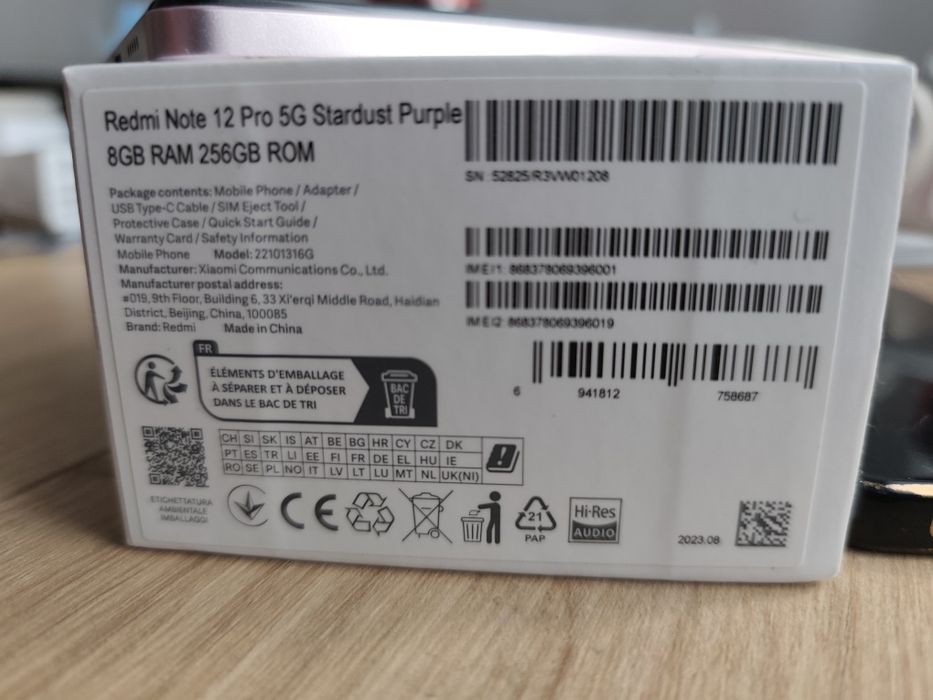 Redmi Note 12 Pro 5G Stardust Purple
8GB RAM 256GB ROM
Package contents: Mobile Phone / Adapter /
USB Type-C Cable / SIM Eject Tool /
Protective Case / Quick Start Guide /
Warranty Card / Safety Information
Mobile Phone Model: 22101316G
Manufacturer: Xiaomi Communications Co., Ltd.
Manufacturer postal address:
#019, 9th Floor, Building 6, 33 Xi'erqi Middle Road, Haidian
District, Beijing, China, 100085
Brand: Redmi Made in China
SN: 52825/R3VW01208
IMEI1: 868378069396001
IMEI2: 868378069396019
6 941812 758687
FR
ÉLÉMENTS D'EMBALLAGE
À SÉPARER ET À DÉPOSER
DANS LE BAC DE TRI
BAC
DE
TRI
CH SI SK IS AT BE BG HR CY CZ DK
PT ES TR LI EE FI FR DE EL HU IE
RO SE PL NO IT LV LT LU MT NL UK(NI)
ETICHETTATURA
AMBIENTALE
IMBALLAGGI
CE
21
PAP
Hi-Res
AUDIO
2023.08